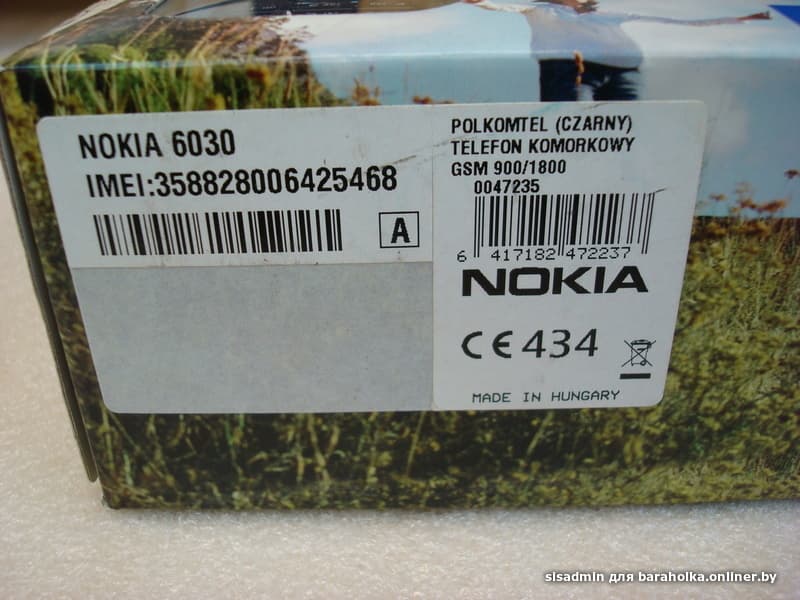 NOKIA 6030
IMEI:358828006425468
A
POLKOMTEL (CZARNY)
TELEFON KOMORKOWY
GSM 900/1800
0047235
6 417182 472237
NOKIA
CE434
MADE IN HUNGARY
slsadmin для baraholka.onliner.by